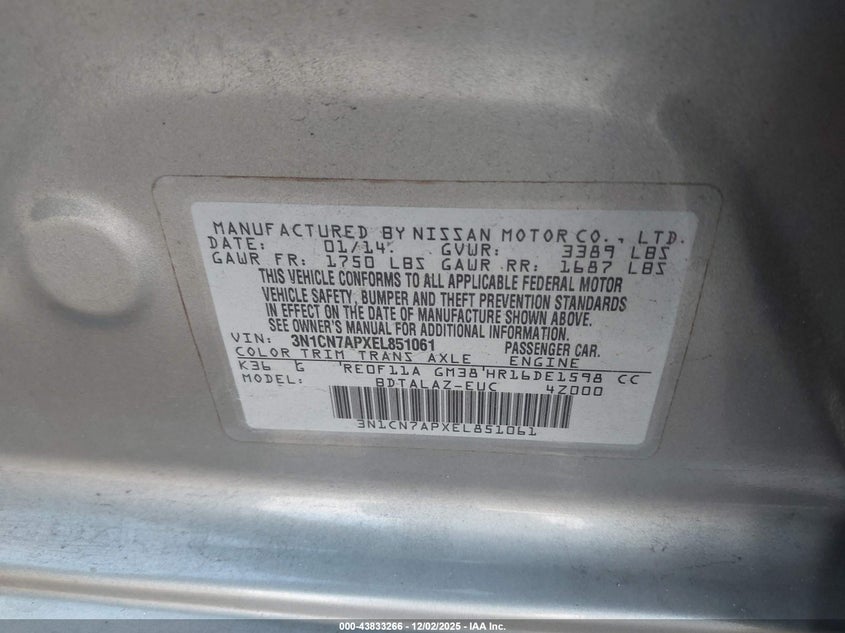 MANUFACTURED BY NISSAN MOTOR CO., LTD.
DATE: 01/14. GVWR: 3389 LBS
GAWR FR: 1750 LBS GAWR RR: 1687 LBS
THIS VEHICLE CONFORMS TO ALL APPLICABLE FEDERAL MOTOR
VEHICLE SAFETY, BUMPER AND THEFT PREVENTION STANDARDS
IN EFFECT ON THE DATE OF MANUFACTURE SHOWN ABOVE.
SEE OWNER'S MANUAL FOR ADDITIONAL INFORMATION.
VIN: 3N1CN7APXEL851061 PASSENGER CAR.
COLOR TRIM TRANS AXLE ENGINE
K36 G RE0F11A GM38 HR16DE1598 CC
MODEL: BDTALAZ-EUC 4Z000
3N1CN7APXEL851061
000-43833266 - 12/02/2025 - IAA Inc.